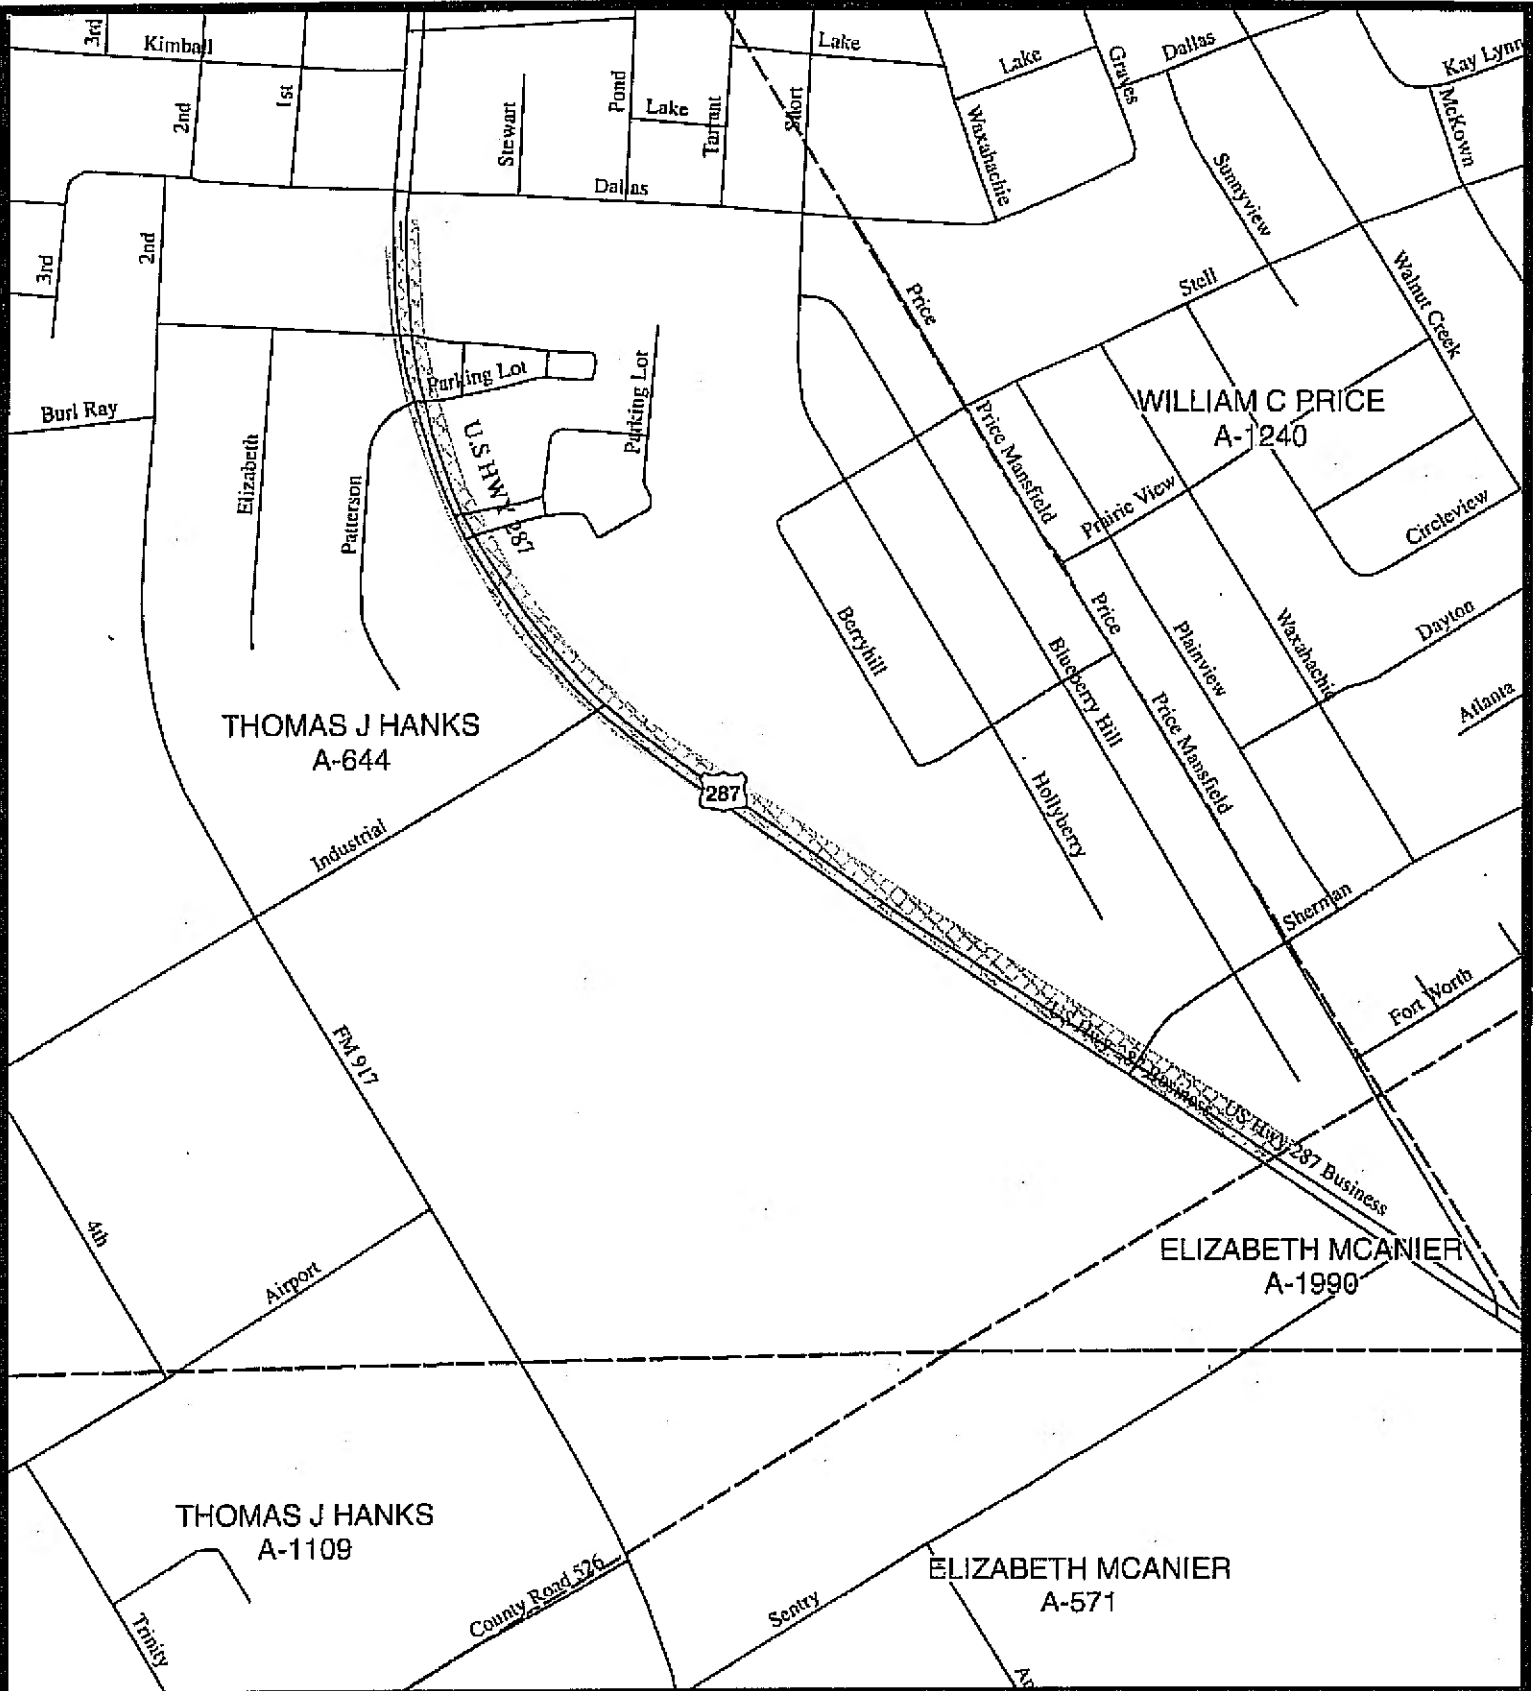 3rd
Kimball
Lake
Lake
Graves
Dallas
Kay Lynn
2nd
1st
Stewart
Pond
Lake
Tarrant
Short
Waxahachie
McKown
Dallas
Sunnyview
3rd
2nd
Price
Stell
Walnut Creek
Parking Lot
Parking Lot
Burl Ray
Elizabeth
Patterson
U.S HWY 287
Price Mansfield
WILLIAM C PRICE
A-1240
Prairie View
Circleview
Berryhill
Price
Blueberry Hill
Plainview
Waxahachie
Dayton
Atlanta
THOMAS J HANKS
A-644
Price Mansfield
287
Hollyberry
Industrial
Sherman
Fort Worth
FM 917
US Hwy 287 Business
US Hwy 287 Business
4th
Airport
ELIZABETH MCANIER
A-1990
THOMAS J HANKS
A-1109
County Road 526
Sentry
ELIZABETH MCANIER
A-571
Trinity